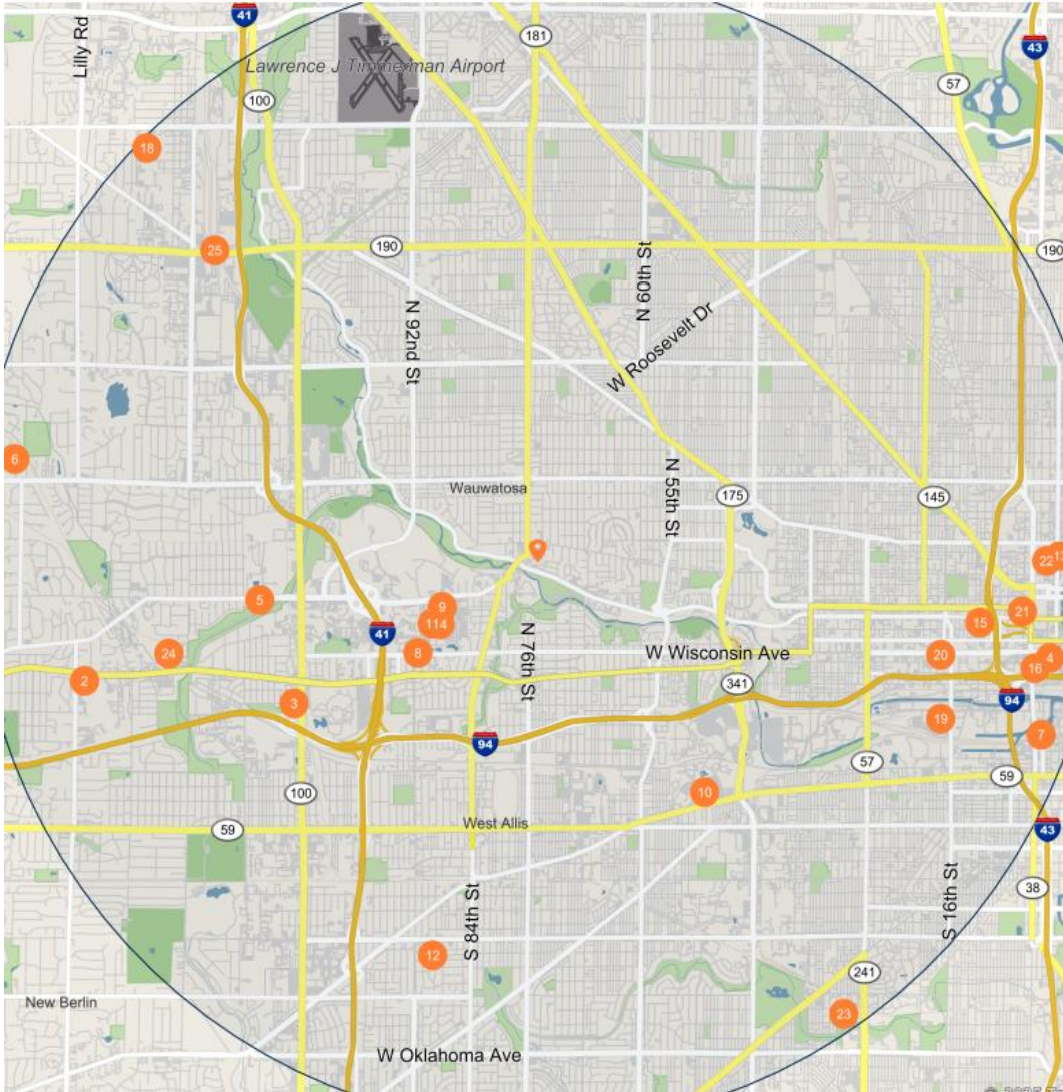 41
181
43
Lilly Rd
Lawrence J Timmerman Airport
100
57
18
190
25
190
N 60th St
N 92nd St
W Roosevelt Dr
6
Wauwatosa
N 55th St
175
145
22
5
9
114
15
21
41
8
24
N 76th St
W Wisconsin Ave
20
4
2
16
3
341
94
94
19
7
57
59
10
100
59
West Allis
43
38
S 84th St
S 16th St
12
241
New Berlin
23
W Oklahoma Ave